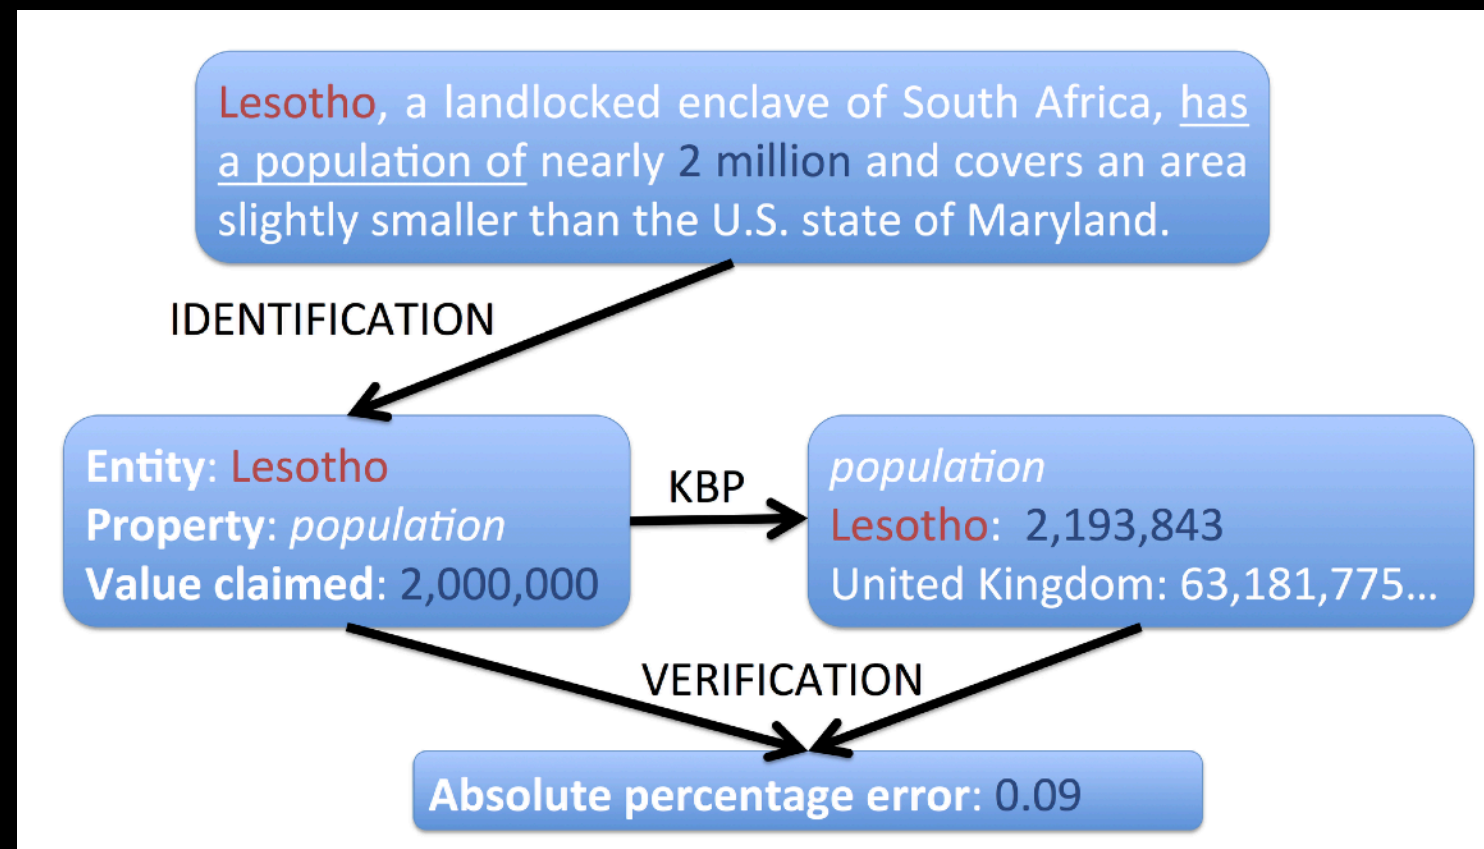 Lesotho, a landlocked enclave of South Africa, has
a population of nearly 2 million and covers an area
slightly smaller than the U.S. state of Maryland.
IDENTIFICATION
Entity: Lesotho
Property: population
Value claimed: 2,000,000
KBP
population
Lesotho: 2,193,843
United Kingdom: 63,181,775...
VERIFICATION
Absolute percentage error: 0.09